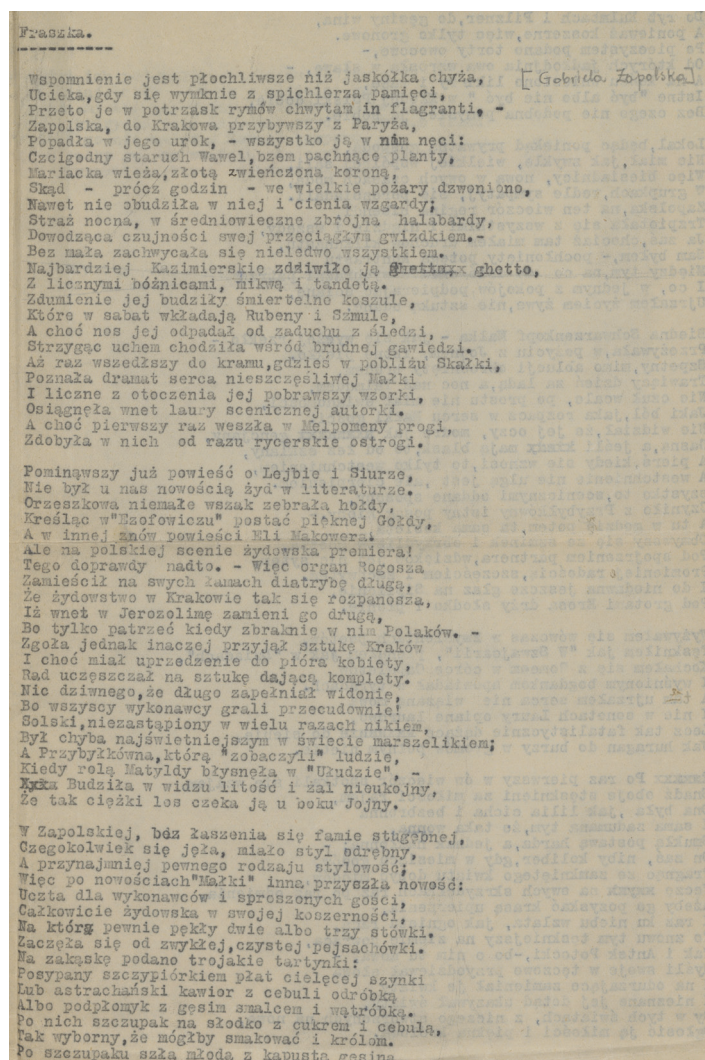 Fraszka.
[Gabriela Zapolska]
Wspomnienie jest płochliwsze niż jaskółka chyża,
Ucieka,gdy się wymknie z spichlerza pamięci,
Przeto je w potrzask rymów chwytam in flagranti, -
Zapolska, do Krakowa przybywszy z Paryża,
Popadła w jego urok, - wszystko ją w nim nęci:
Czcigodny staruch Wawel,bzem pachnące planty,
Mariacka wieża,złotą zwieńczona koroną,
Skąd - prócz godzin - we wielkie pożary dzwoniono,
Nawet nie obudziła w niej i cienia wzgardy;
Straż nocna, w średniowieczne zbrojna halabardy,
Dowodząca czujności swej przeciągłym gwizdkiem.-
Bez mała zachwycała się nieledwo wszystkiem.
Najbardziej Kazimierskie zdziwiło ją ghetto,
Z licznymi bóźnicami, mikwą i tandetą.
Zdumienie jej budziły śmiertelne koszule,
Które w sabat wkładają Rubeny i Szmule,
A choć nos jej odpadał od zaduchu z śledzi,
Strzygąc uchem chodziła wśród brudnej gawiedzi.
Aż raz wszedłszy do kramu,gdzieś w pobliżu Skałki,
Poznała dramat serca nieszczęśliwej Małki
I liczne z otoczenia jej pobrawszy wzorki,
Osiągnęła wnet laury scenicznej autorki.
A choć pierwszy raz weszła w Melpomeny progi,
Zdobyła w nich od razu rycerskie ostrogi.
Pominąwszy już powieść o Lejbie i Siurze,
Nie był u nas nowością żyd w literaturze.
Orzeszkowa niemałe wszak zebrała hołdy,
Kreśląc w"Ezofowiczu" postać pięknej Gołdy,
A w innej znów powieści Eli Makowera.
Ale na polskiej scenie żydowska premiera!
Tego doprawdy nadto. - Więc organ Rogosza
Zamieścił na swych łamach diatrybę długą,
Że żydowstwo w Krakowie tak się rozpanosza,
Iż wnet w Jerozolimę zamieni go drugą,
Bo tylko patrzeć kiedy zbraknie w nim Polaków. -
Zgoła jednak inaczej przyjął sztukę Kraków
I choć miał uprzedzenie do pióra kobiety,
Rad uczęszczał na sztukę dającą komplety.
Nic dziwnego,że długo zapełniał widonię,
Bo wszyscy wykonawcy grali przecudownie!
Solski,niezastąpiony w wielu razach nikiem,
Był chyba najświetniejszym w świecie marszelikiem;
A Przybyłkówna,którą "zobaczyli" ludzie,
Kiedy rolą Matyldy błysnęła w "Ułudzie", -
Budziła w widzu litość i żal nieukojny,
Że tak ciężki los czeka ją u boku Jojny.
W Zapolskiej, bez łaszenia się famie stugębnej,
Czegokolwiek się jęła, miało styl odrębny,
A przynajmniej pewnego rodzaju stylowość;
Więc po nowościach"Małki" inna przyszła nowość:
Uczta dla wykonawców i sproszonych gości,
Całkowicie żydowska w swojej koszerności,
Na którą pewnie pękły dwie albo trzy stówki.
Zaczęła się od zwykłej,czystej pejsachówki.
Na zakąskę podano trojakie tartynki:
Posypany szczypiórkiem płat cielęcej szynki
Lub astrachański kawior z cebuli odróbką
Albo podpłomyk z gęsim smalcem i wątróbką.
Po nich szczupak na słodko z cukrem i cebulą,
Tak wyborny,że mógłby smakować i królom.
Po szczupaku szła młoda z kapustą gęsina